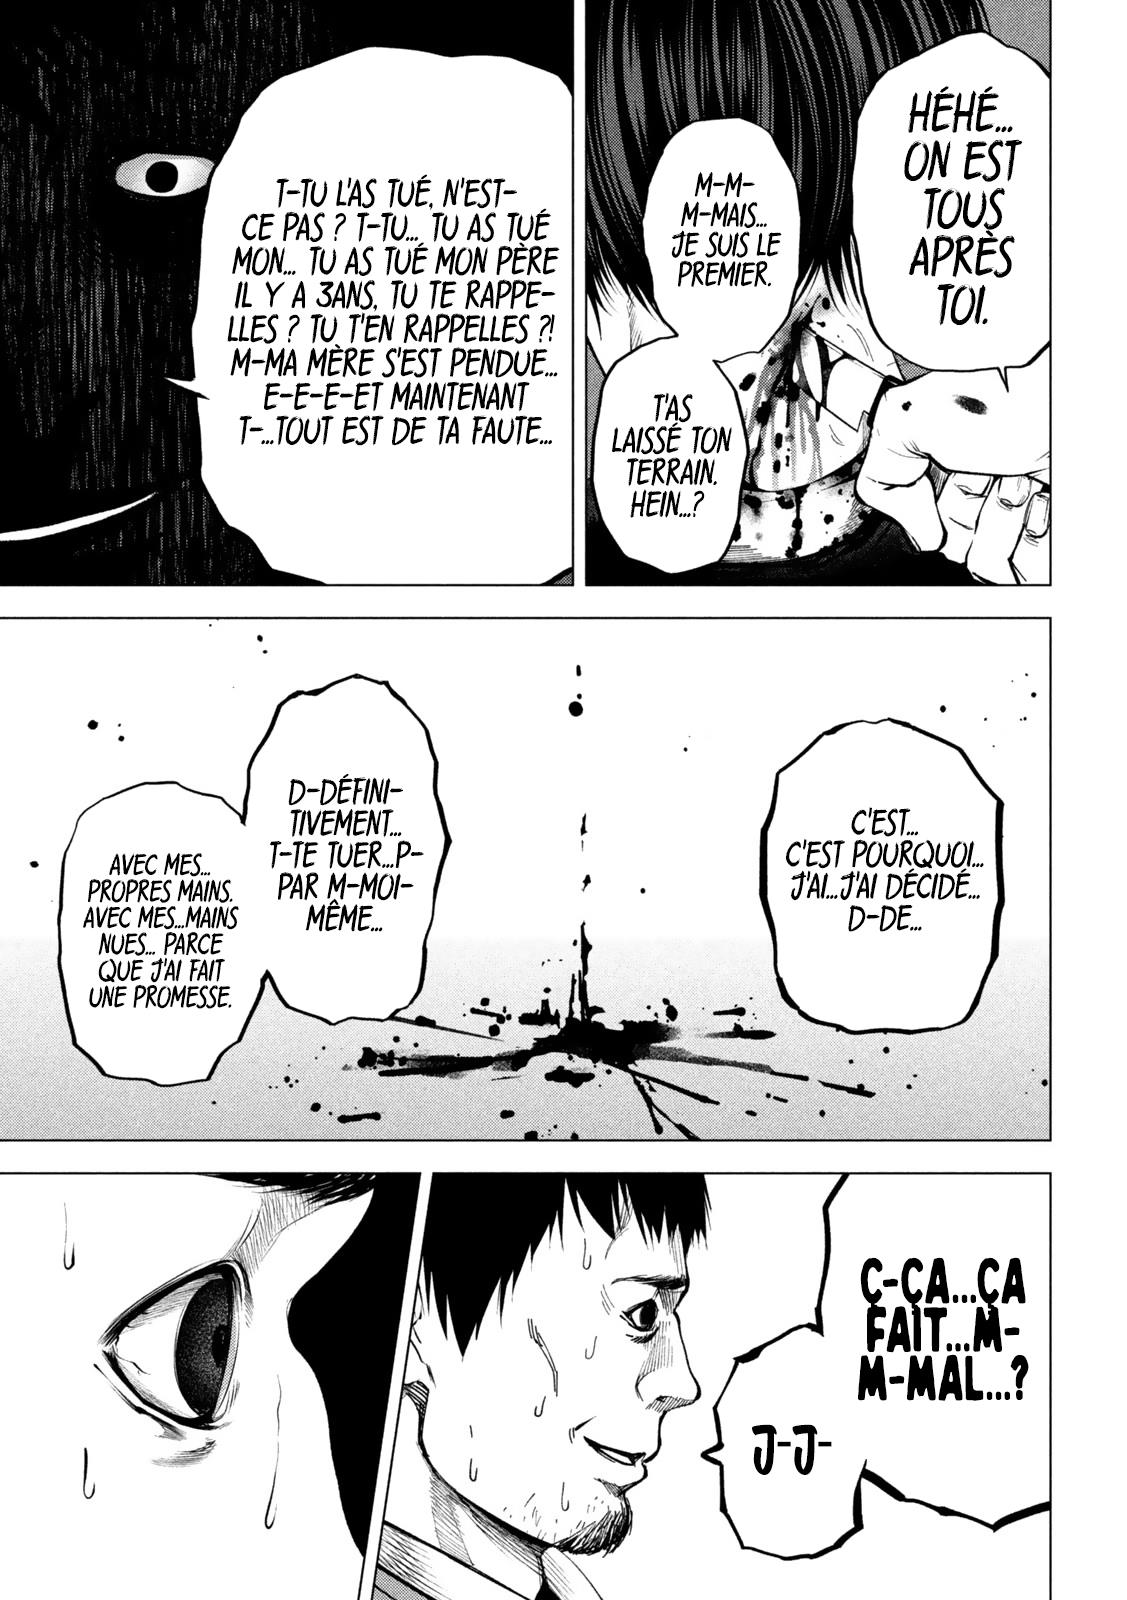 HÉHÉ...
ON EST
TOUS
APRÈS
TOI.
M-M-
M-MAIS...
JE SUIS LE
PREMIER.
T'AS
LAISSÉ TON
TERRAIN,
HEIN...?
T-TU L'AS TUÉ, N'EST-
CE PAS ? T-TU... TU AS TUÉ
MON... TU AS TUÉ MON PÈRE
IL Y A 3ANS, TU TE RAPPE-
LLES ? TU T'EN RAPPELLES ?!
M-MA MÈRE S'EST PENDUE...
E-E-E-ET MAINTENANT
T-...TOUT EST DE TA FAUTE...
C'EST...
C'EST POURQUOI...
J'AI...J'AI DÉCIDÉ...
D-DE...
D-DÉFINI-
TIVEMENT...
T-TE TUER...P-
PAR M-MOI-
MÊME...
AVEC MES...
PROPRES MAINS.
AVEC MES...MAINS
NUES... PARCE
QUE J'AI FAIT
UNE PROMESSE.
C-ÇA...ÇA
FAIT...M-
M-MAL...?
J-J-